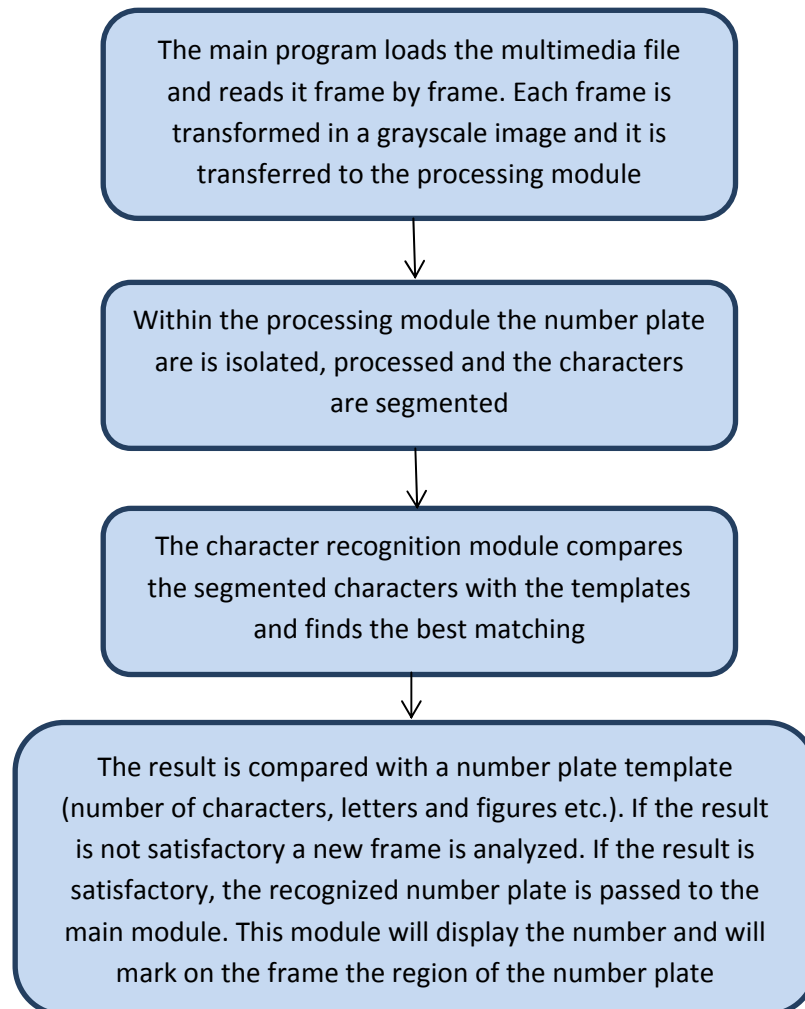 The main program loads the multimedia file
and reads it frame by frame. Each frame is
transformed in a grayscale image and it is
transferred to the processing module
Within the processing module the number plate
are is isolated, processed and the characters
are segmented
The character recognition module compares
the segmented characters with the templates
and finds the best matching
The result is compared with a number plate template
(number of characters, letters and figures etc.). If the result
is not satisfactory a new frame is analyzed. If the result is
satisfactory, the recognized number plate is passed to the
main module. This module will display the number and will
mark on the frame the region of the number plate